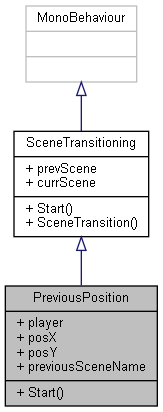 MonoBehaviour
SceneTransitioning
+ prevScene
+ currScene
+ Start()
+ SceneTransition()
PreviousPosition
+ player
+ posX
+ posY
+ previousSceneName
+ Start()